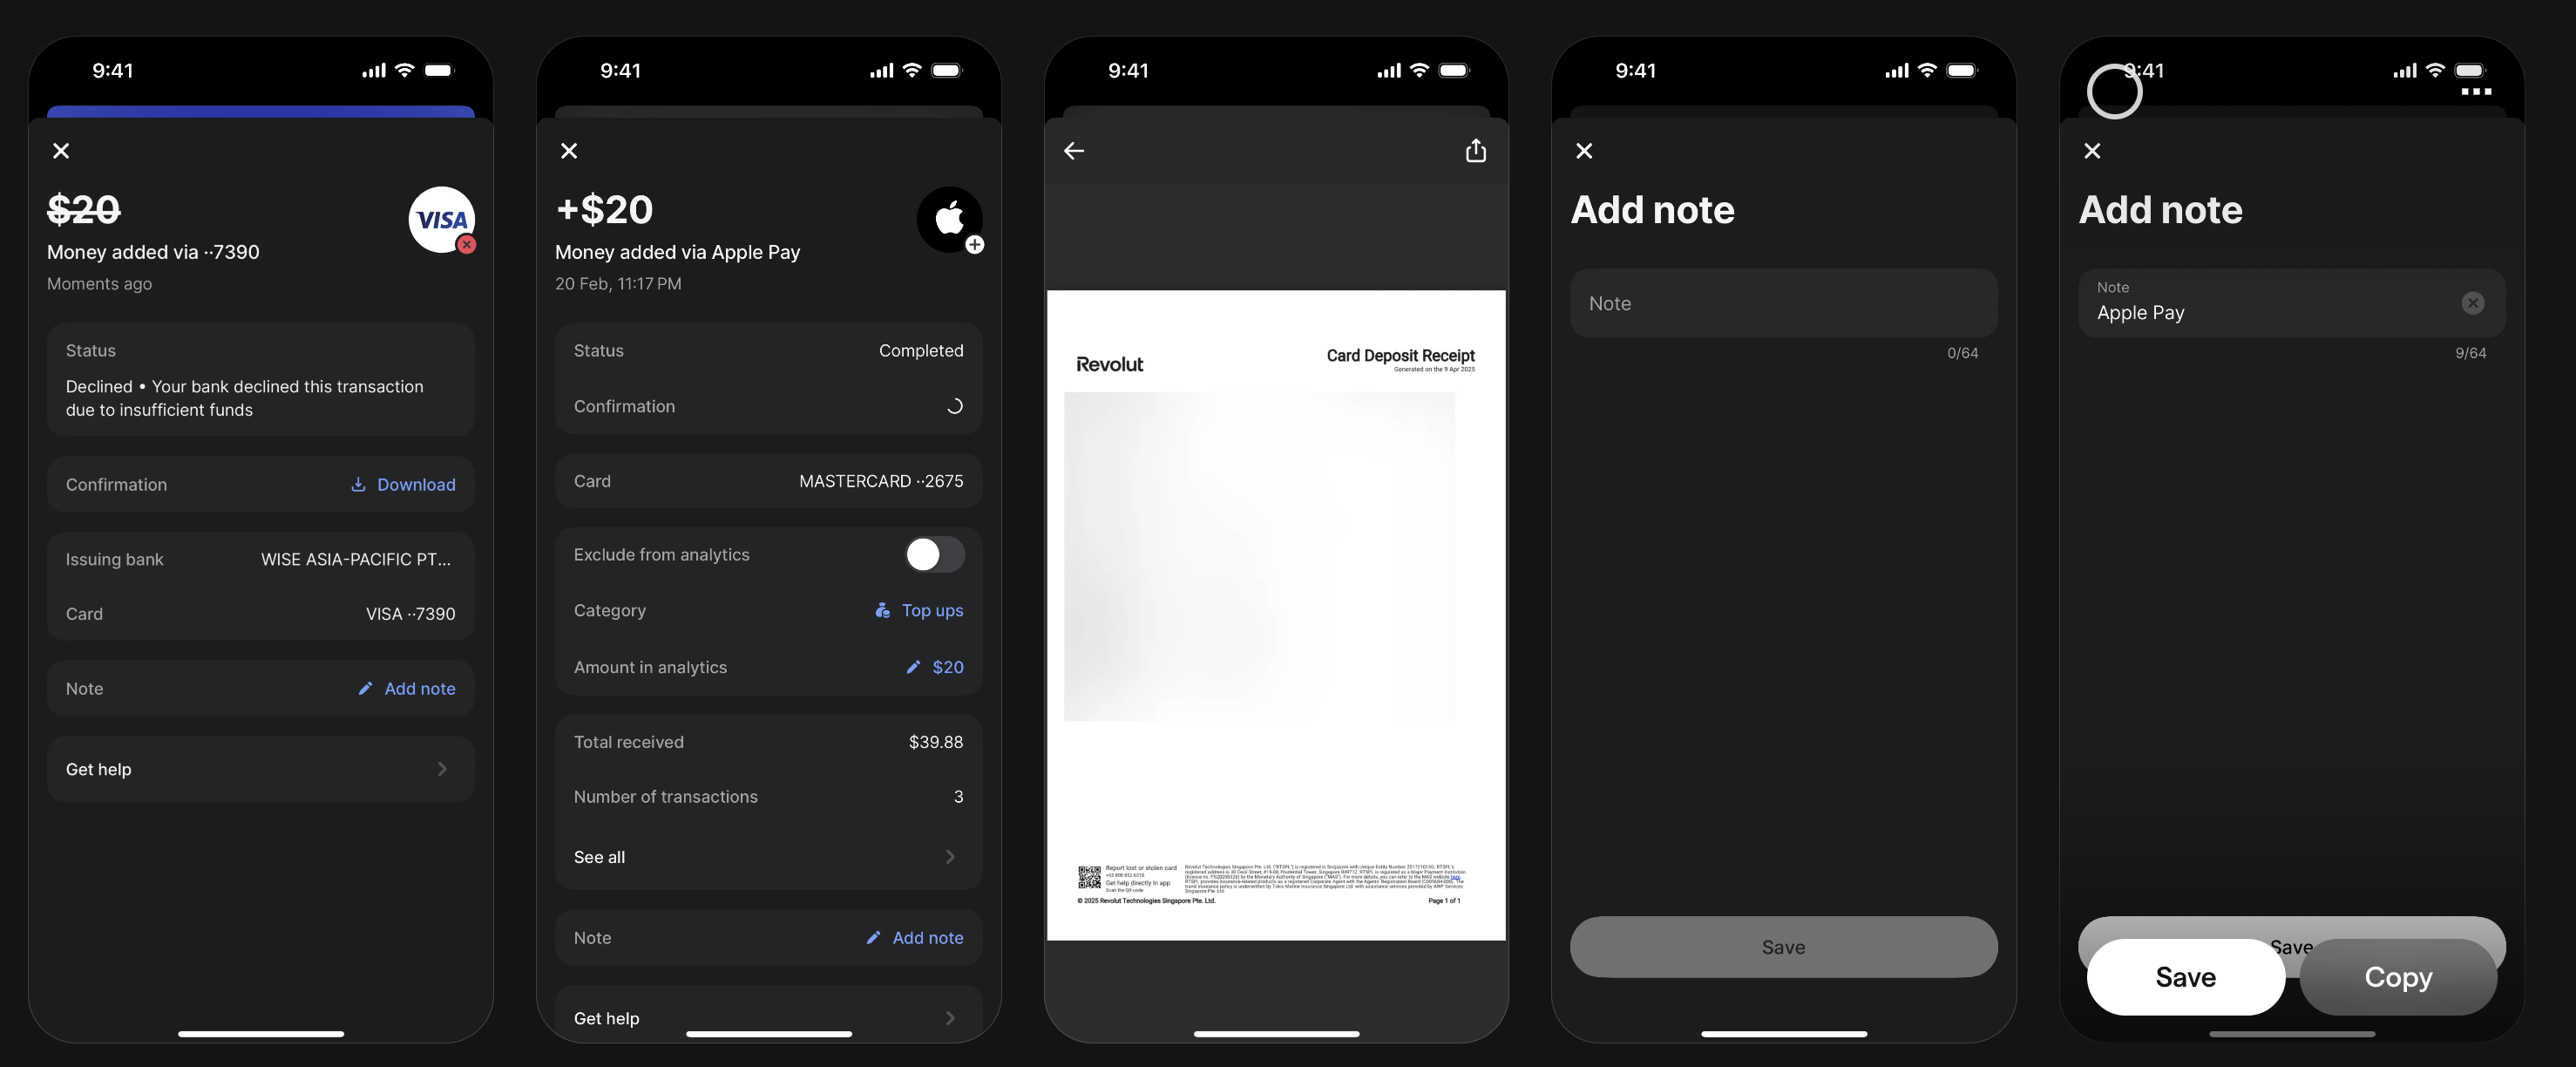 9:41
$20
VISA
Money added via ··7390
Moments ago
Status
Declined • Your bank declined this transaction
due to insufficient funds
Confirmation
Download
Issuing bank
WISE ASIA-PACIFIC PT...
Card
VISA ··7390
Note
Add note
Get help
9:41
+$20
Money added via Apple Pay
20 Feb, 11:17 PM
Status
Completed
Confirmation
Card
MASTERCARD ··2675
Exclude from analytics
Category
Top ups
Amount in analytics
$20
Total received
$39.88
Number of transactions
3
See all
Note
Add note
Get help
9:41
Revolut
Card Deposit Receipt
Generated on the 9 Apr 2025
Report lost or stolen card
Get help directly in app
Scan the QR code
© 2025 Revolut Technologies Singapore Pte. Ltd.
Page 1 of 1
9:41
Add note
Note
0/64
Save
9:41
Add note
Note
Apple Pay
9/64
Save
Save
Copy